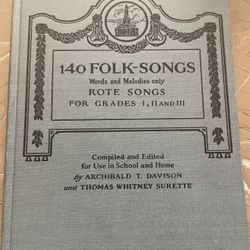 140 FOLK-SONGS
Words and Melodies only
ROTE SONGS
FOR GRADES I, II AND III
Compiled and Edited
for Use in School and Home
by ARCHIBALD T. DAVISON
and THOMAS WHITNEY SURETTE